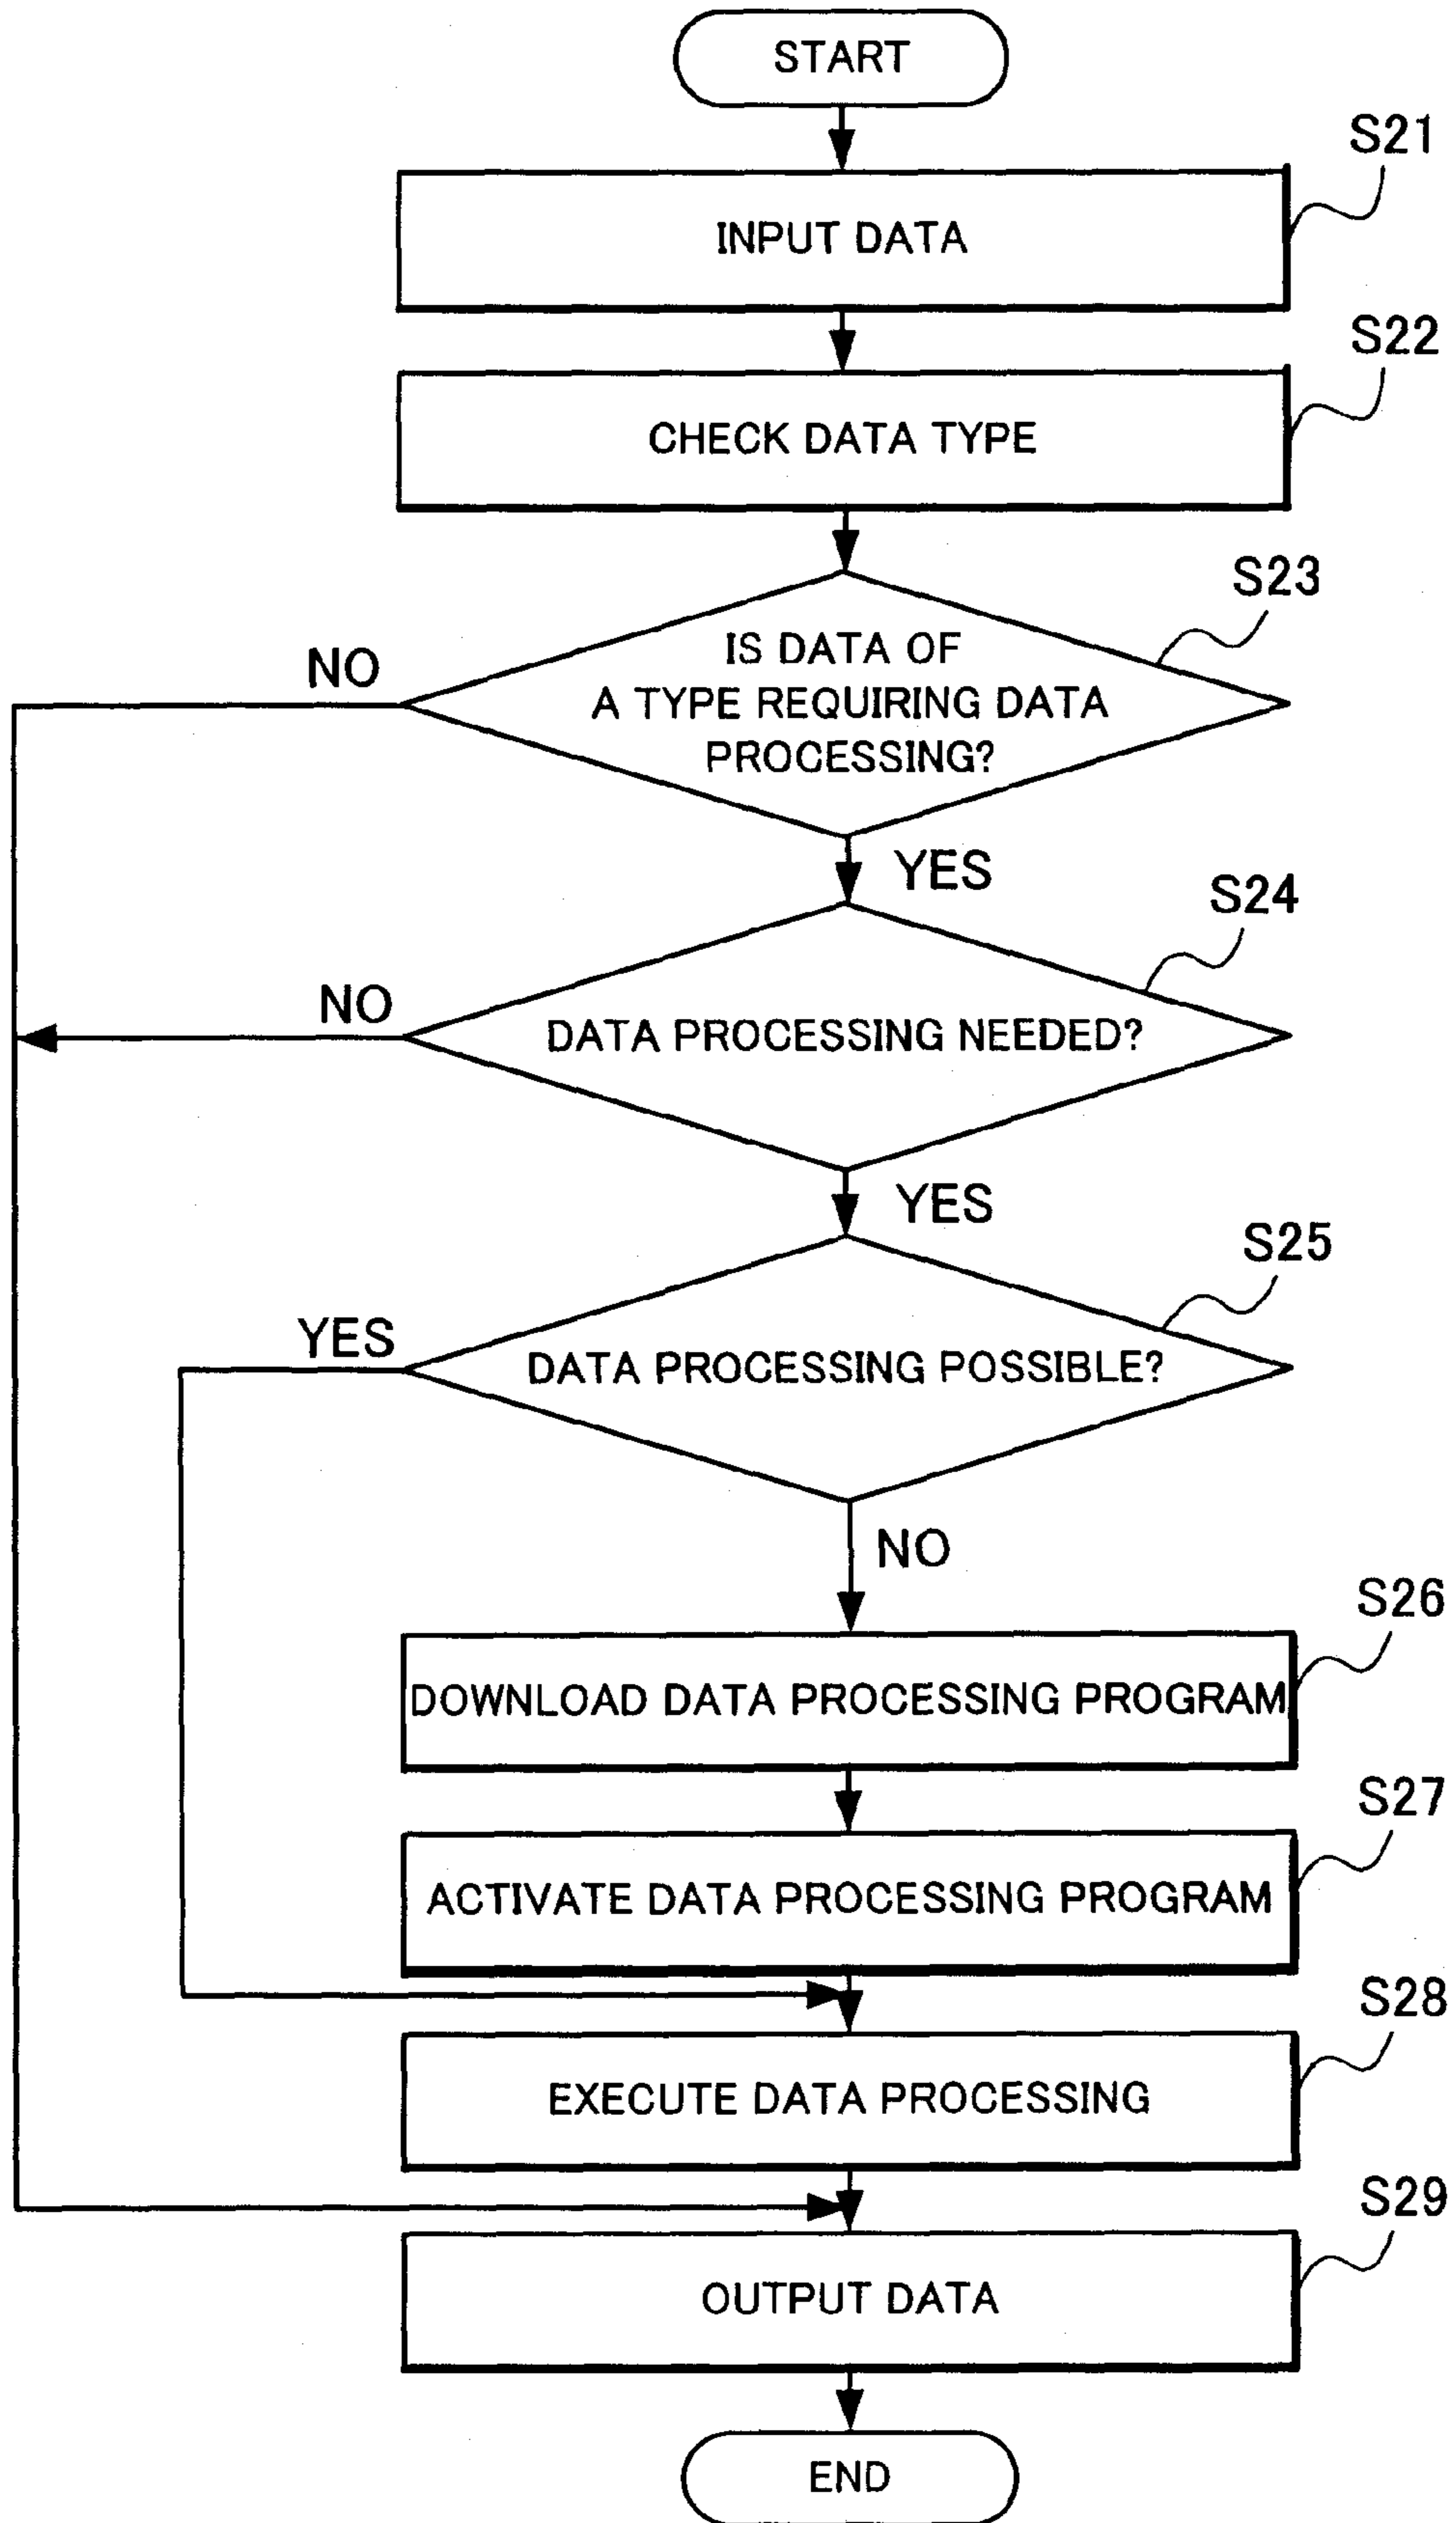 START
S21
INPUT DATA
S22
CHECK DATA TYPE
S23
IS DATA OF
A TYPE REQUIRING DATA
PROCESSING?
NO
YES
S24
DATA PROCESSING NEEDED?
NO
YES
S25
DATA PROCESSING POSSIBLE?
YES
NO
S26
DOWNLOAD DATA PROCESSING PROGRAM
S27
ACTIVATE DATA PROCESSING PROGRAM
S28
EXECUTE DATA PROCESSING
S29
OUTPUT DATA
END